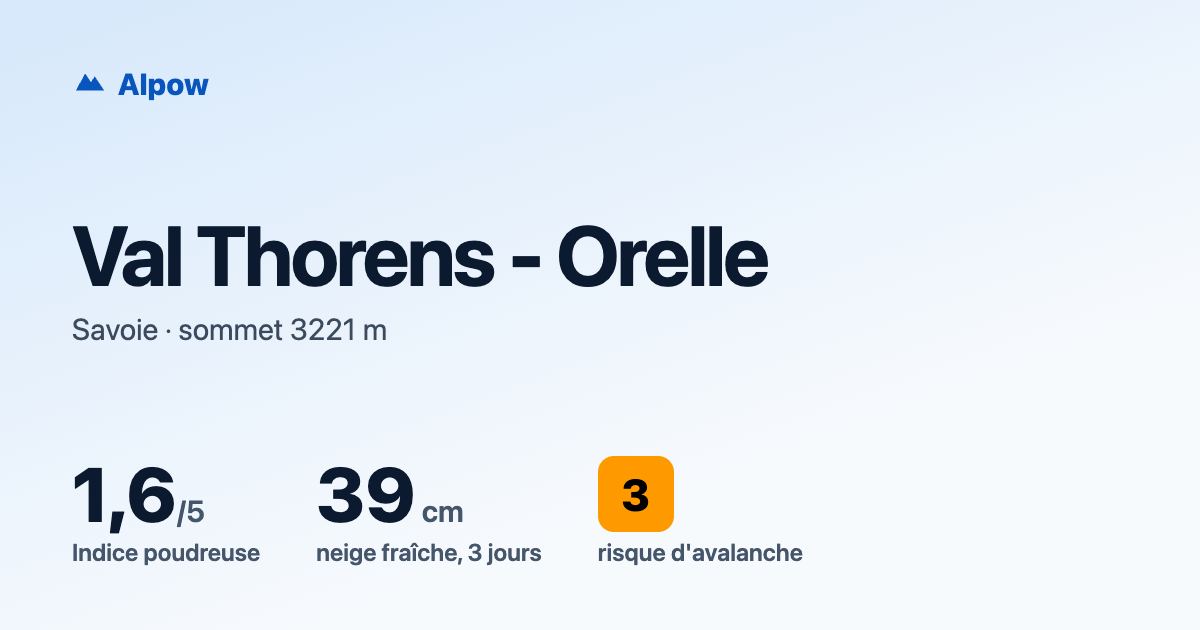 Alpow
Val Thorens - Orelle
Savoie · sommet 3221 m
1,6/5
Indice poudreuse
39 cm
neige fraîche, 3 jours
3
risque d'avalanche